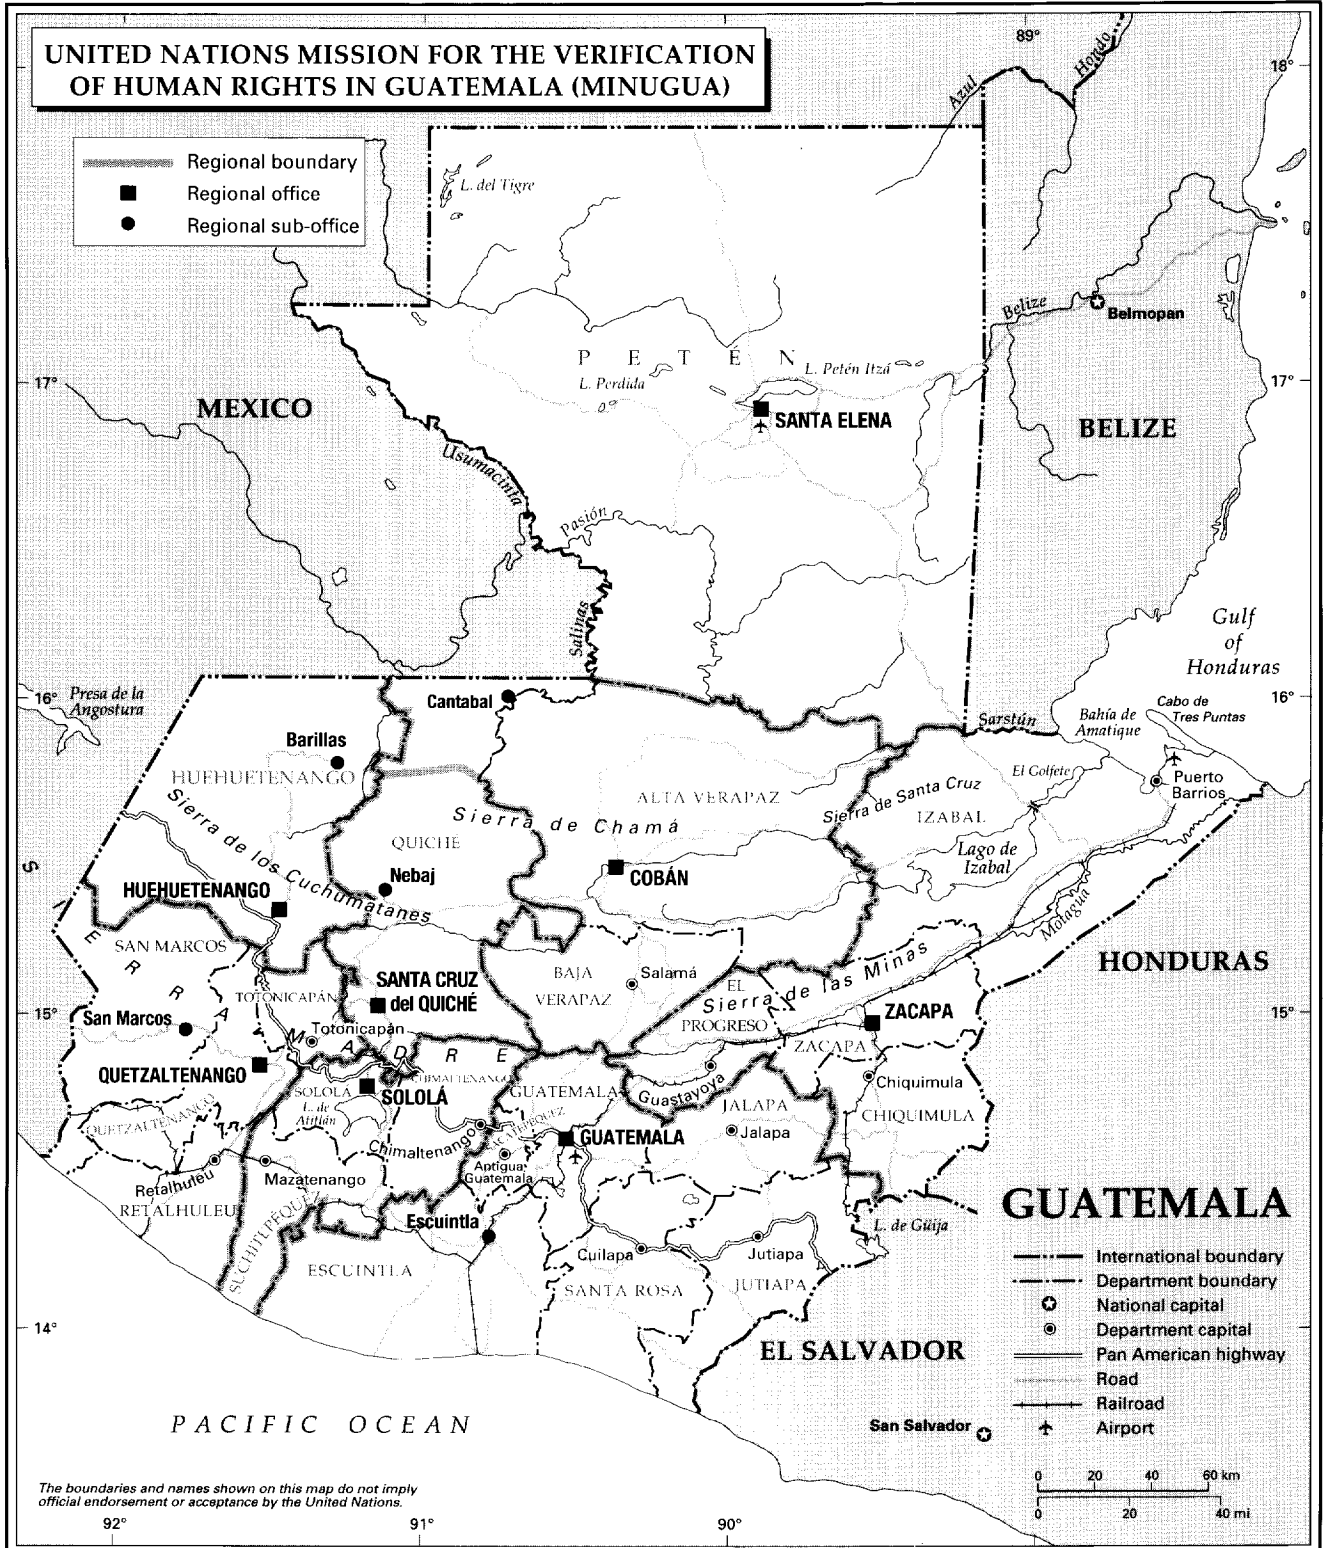 UNITED NATIONS MISSION FOR THE VERIFICATION
OF HUMAN RIGHTS IN GUATEMALA (MINUGUA)
Regional boundary
Regional office
Regional sub-office
89°
18°
Hondo
Azul
L. del Tigre
Belize
Belmopan
PETÉN
L. Perdida
L. Petén Itzá
17°
17°
MEXICO
SANTA ELENA
BELIZE
Usumacinta
Pasión
Salinas
Gulf
of
Honduras
16°
16°
Presa de la
Angostura
Cantabal
Sarstún
Bahía de
Amatique
Cabo de
Tres Puntas
Barillas
HUEHUETENANGO
El Golfete
Puerto
Barrios
ALTA VERAPAZ
Sierra de Santa Cruz
IZABAL
Sierra de los Cuchumatanes
Sierra de Chamá
QUICHE
Lago de
Izabal
Nebaj
COBÁN
HUEHUETENANGO
Motagua
SIERRA MADRE
SAN MARCOS
HONDURAS
SANTA CRUZ
del QUICHÉ
BAJA
VERAPAZ
Salamá
EL
PROGRESO
Sierra de las Minas
TOTONICAPÁN
15°
15°
San Marcos
Totonicapán
ZACAPA
ZACAPA
QUETZALTENANGO
SOLOLÁ
L. de
Atitlán
SOLOLÁ
CHIMALTENANGO
GUATEMALA
Guastayoya
Chiquimula
CHIQUIMULA
JALAPA
Jalapa
QUETZALTENANGO
Chimaltenango
SACATEPÉQUEZ
GUATEMALA
Antigua
Guatemala
Retalhuleu
Mazatenango
RETALHULEU
SUCHITEPÉQUEZ
Escuintla
ESCUINTLA
Cuilapa
SANTA ROSA
Jutiapa
JUTIAPA
L. de Güija
GUATEMALA
International boundary
Department boundary
National capital
Department capital
Pan American highway
Road
Railroad
Airport
14°
EL SALVADOR
San Salvador
PACIFIC OCEAN
0 20 40 60 km
0 20 40 mi
The boundaries and names shown on this map do not imply
official endorsement or acceptance by the United Nations.
92°
91°
90°